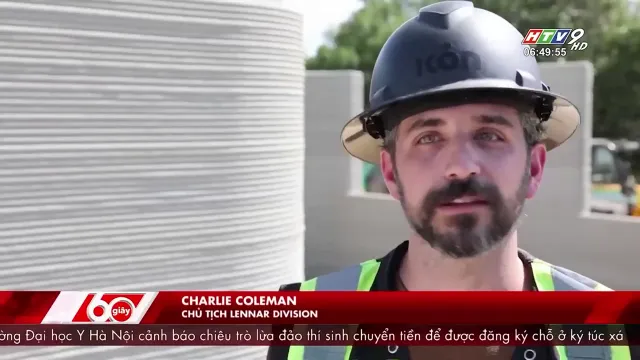 ICON
HTV9 HD
06:49:55
60 giây
CHARLIE COLEMAN
CHỦ TỊCH LENNAR DIVISION
ờng Đại học Y Hà Nội cảnh báo chiêu trò lừa đảo thí sinh chuyển tiền để được đăng ký chỗ ở ký túc xá